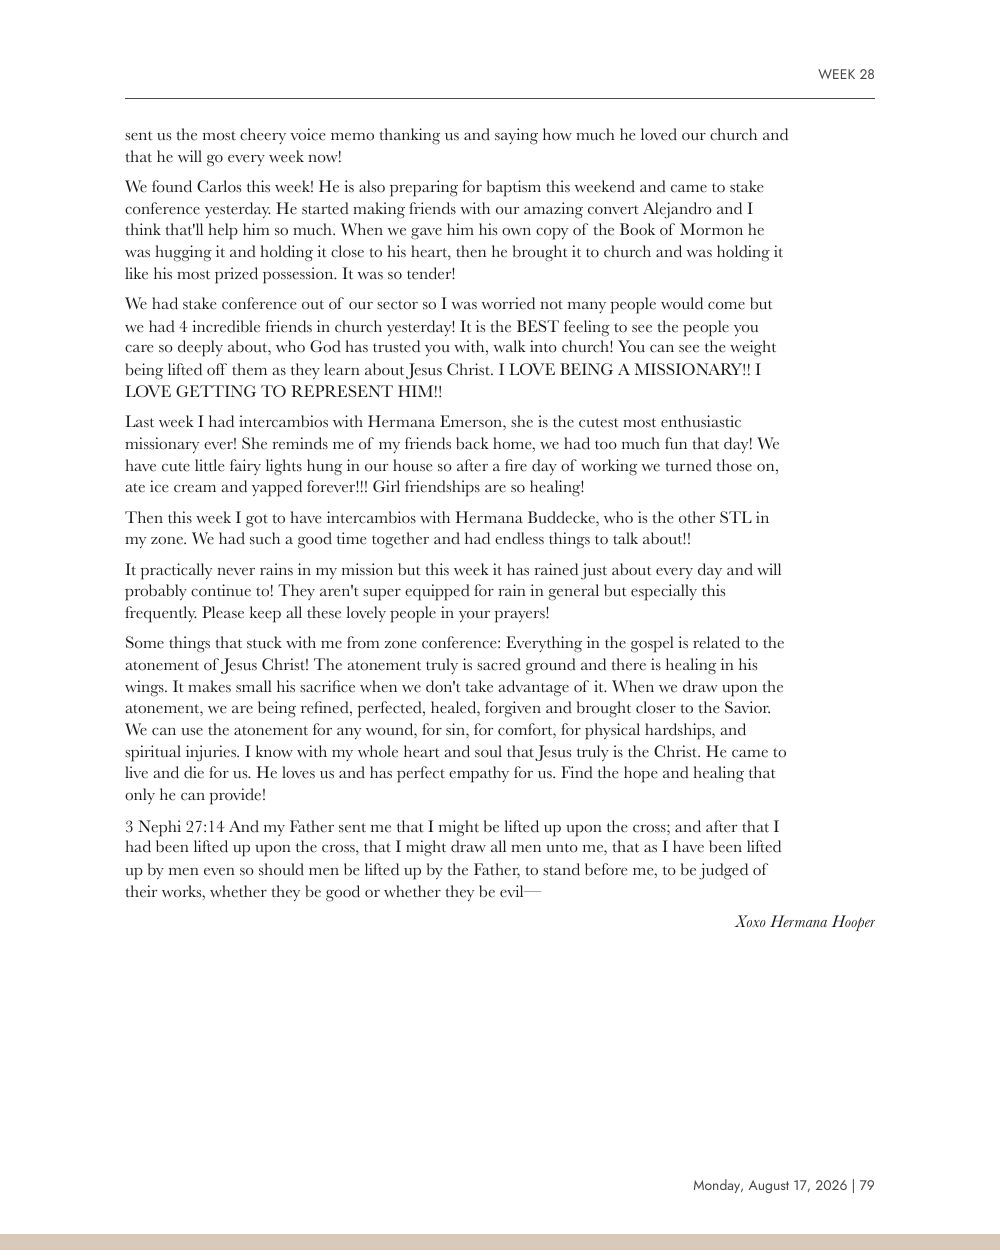 WEEK 28
sent us the most cheery voice memo thanking us and saying how much he loved our church and
that he will go every week now!
We found Carlos this week! He is also preparing for baptism this weekend and came to stake
conference yesterday. He started making friends with our amazing convert Alejandro and I
think that'll help him so much. When we gave him his own copy of the Book of Mormon he
was hugging it and holding it close to his heart, then he brought it to church and was holding it
like his most prized possession. It was so tender!
We had stake conference out of our sector so I was worried not many people would come but
we had 4 incredible friends in church yesterday! It is the BEST feeling to see the people you
care so deeply about, who God has trusted you with, walk into church! You can see the weight
being lifted off them as they learn about Jesus Christ. I LOVE BEING A MISSIONARY!! I
LOVE GETTING TO REPRESENT HIM!!
Last week I had intercambios with Hermana Emerson, she is the cutest most enthusiastic
missionary ever! She reminds me of my friends back home, we had too much fun that day! We
have cute little fairy lights hung in our house so after a fire day of working we turned those on,
ate ice cream and yapped forever!!! Girl friendships are so healing!
Then this week I got to have intercambios with Hermana Buddecke, who is the other STL in
my zone. We had such a good time together and had endless things to talk about!!
It practically never rains in my mission but this week it has rained just about every day and will
probably continue to! They aren't super equipped for rain in general but especially this
frequently. Please keep all these lovely people in your prayers!
Some things that stuck with me from zone conference: Everything in the gospel is related to the
atonement of Jesus Christ! The atonement truly is sacred ground and there is healing in his
wings. It makes small his sacrifice when we don't take advantage of it. When we draw upon the
atonement, we are being refined, perfected, healed, forgiven and brought closer to the Savior.
We can use the atonement for any wound, for sin, for comfort, for physical hardships, and
spiritual injuries. I know with my whole heart and soul that Jesus truly is the Christ. He came to
live and die for us. He loves us and has perfect empathy for us. Find the hope and healing that
only he can provide!
3 Nephi 27:14 And my Father sent me that I might be lifted up upon the cross; and after that I
had been lifted up upon the cross, that I might draw all men unto me, that as I have been lifted
up by men even so should men be lifted up by the Father, to stand before me, to be judged of
their works, whether they be good or whether they be evil—
Xoxo Hermana Hooper
Monday, August 17, 2026 | 79